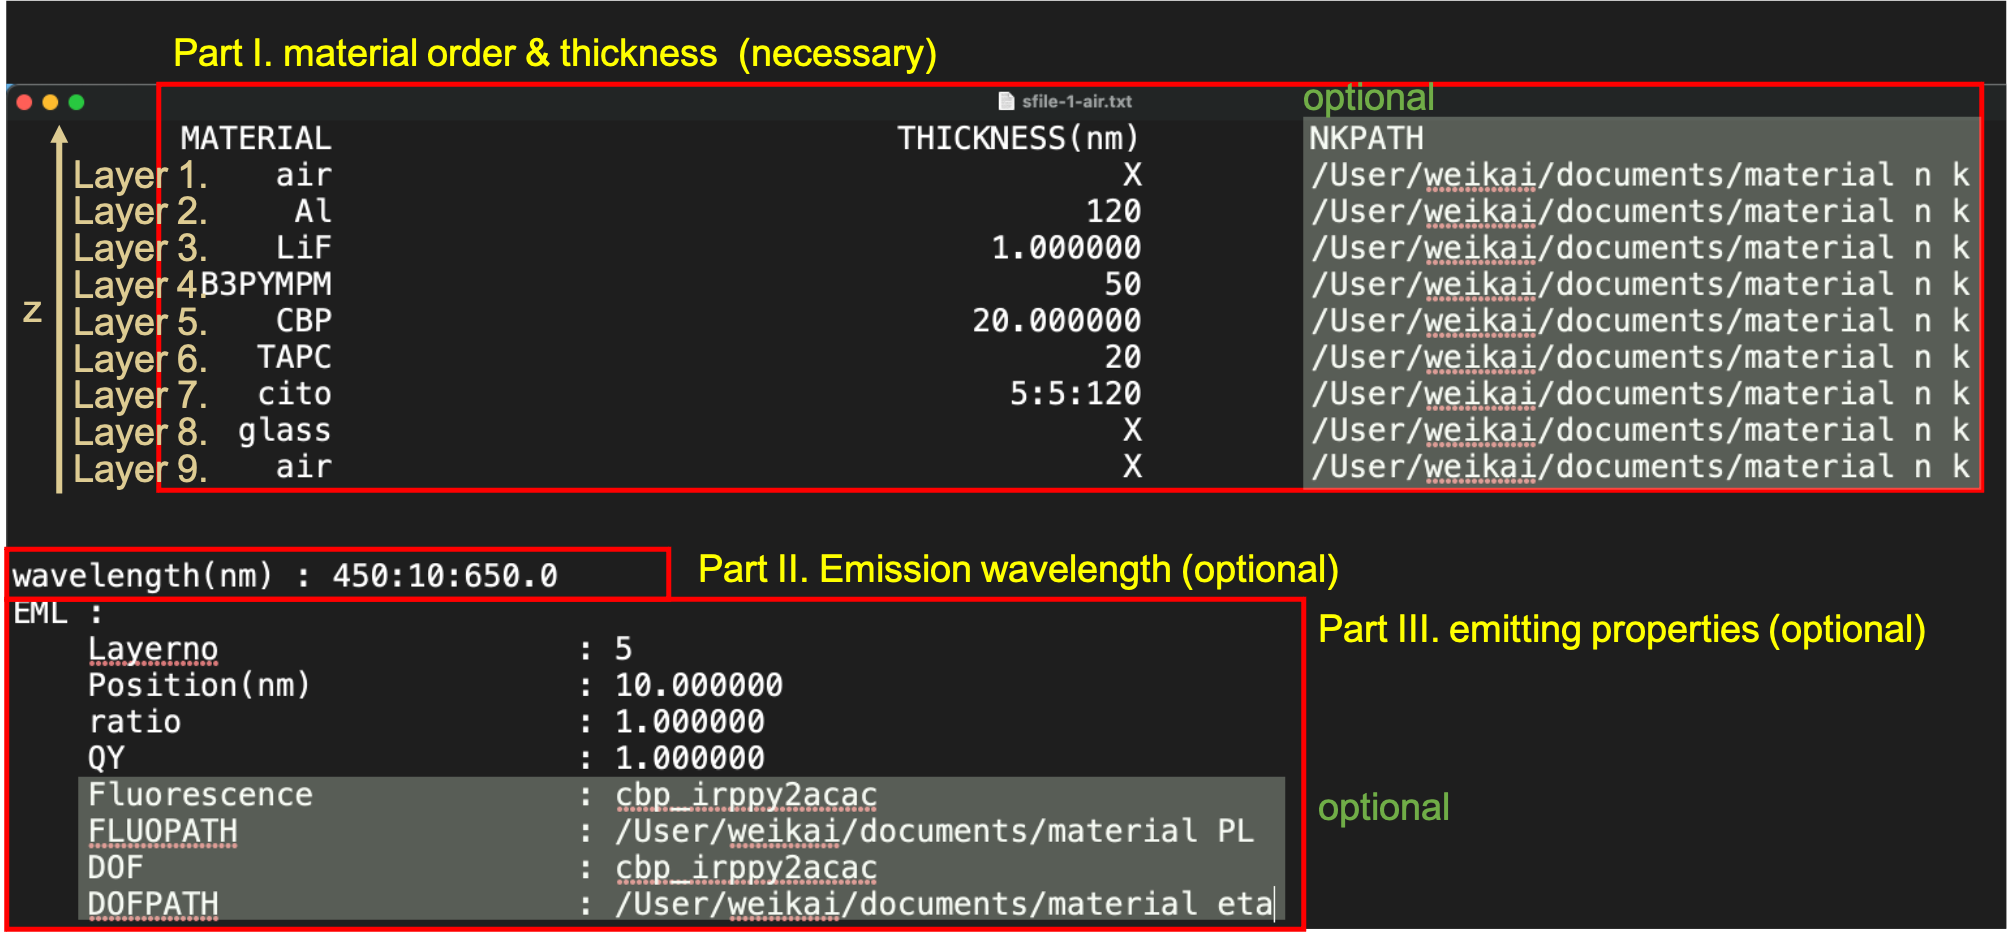 Part I. material order & thickness (necessary)
sfile-1-air.txt
optional
MATERIAL THICKNESS(nm) NKPATH
Layer 1. air X /User/weikai/documents/material n k
Layer 2. Al 120 /User/weikai/documents/material n k
Layer 3. LiF 1.000000 /User/weikai/documents/material n k
Layer 4. B3PYMPM 50 /User/weikai/documents/material n k
Layer 5. CBP 20.000000 /User/weikai/documents/material n k
Layer 6. TAPC 20 /User/weikai/documents/material n k
Layer 7. cito 5:5:120 /User/weikai/documents/material n k
Layer 8. glass X /User/weikai/documents/material n k
Layer 9. air X /User/weikai/documents/material n k
z
wavelength(nm) : 450:10:650.0
Part II. Emission wavelength (optional)
EML :
Part III. emitting properties (optional)
Layerno : 5
Position(nm) : 10.000000
ratio : 1.000000
QY : 1.000000
Fluorescence : cbp_irppy2acac
optional
FLUOPATH : /User/weikai/documents/material PL
DOF : cbp_irppy2acac
DOFPATH : /User/weikai/documents/material eta